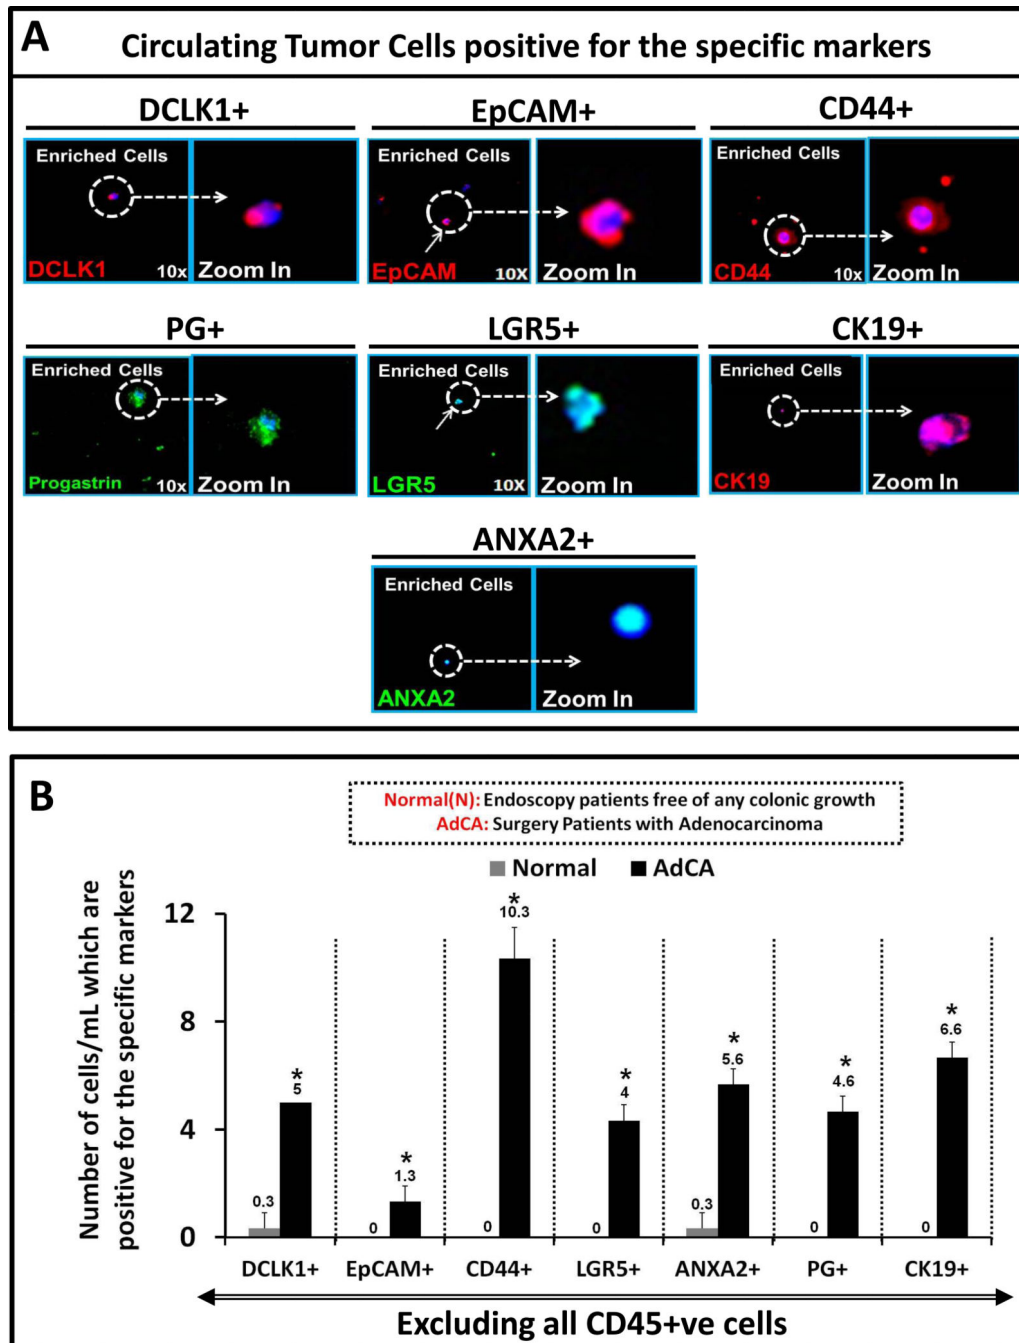 A
Circulating Tumor Cells positive for the specific markers
DCLK1+
EpCAM+
CD44+
Enriched Cells
DCLK1
10x
Zoom In
Enriched Cells
EpCAM
10X
Zoom In
Enriched Cells
CD44
10x
Zoom In
PG+
LGR5+
CK19+
Enriched Cells
Progastrin
10x
Zoom In
Enriched Cells
LGR5
10X
Zoom In
Enriched Cells
CK19
Zoom In
ANXA2+
Enriched Cells
ANXA2
Zoom In
B
Normal(N): Endoscopy patients free of any colonic growth
AdCA: Surgery Patients with Adenocarcinoma
Normal AdCA
Number of cells/mL which are
positive for the specific markers
12
8
4
0
0.3
*
5
0
*
1.3
0
*
10.3
0
*
4
0.3
*
5.6
0
*
4.6
0
*
6.6
DCLK1+ EpCAM+ CD44+ LGR5+ ANXA2+ PG+ CK19+
Excluding all CD45+ve cells